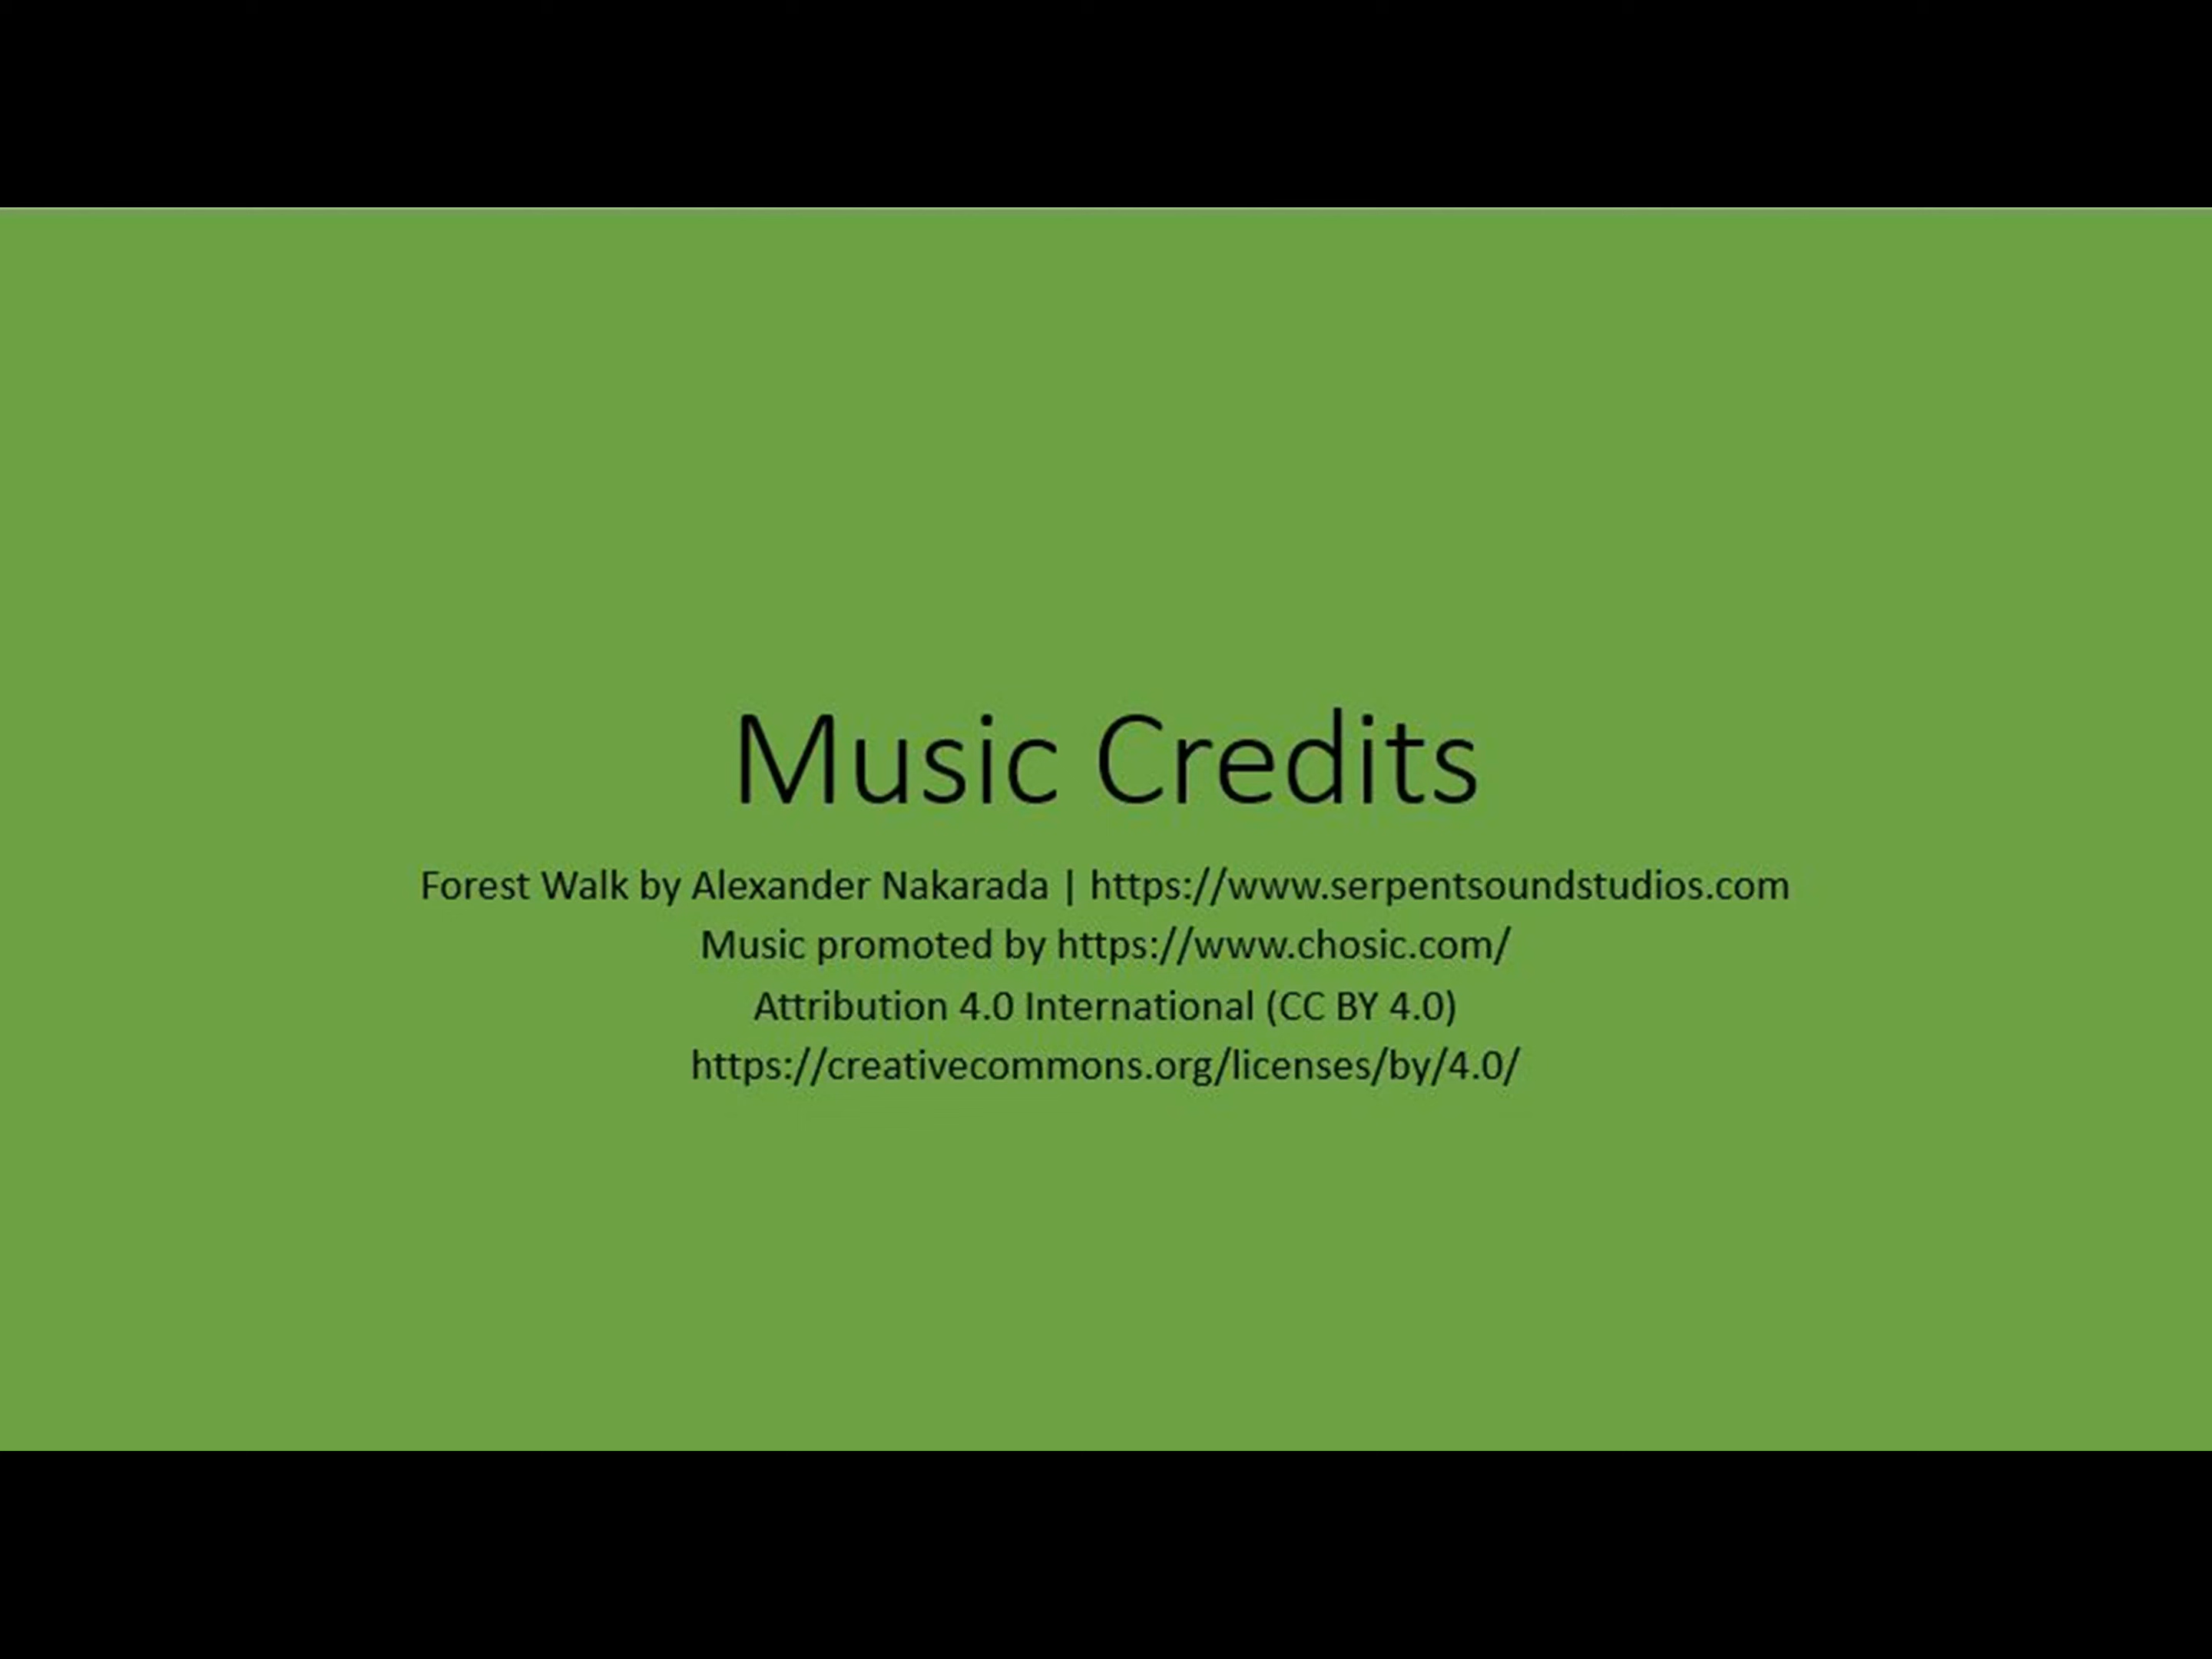 Music Credits
Forest Walk by Alexander Nakarada | https://www.serpentsoundstudios.com
Music promoted by https://www.chosic.com/
Attribution 4.0 International (CC BY 4.0)
https://creativecommons.org/licenses/by/4.0/